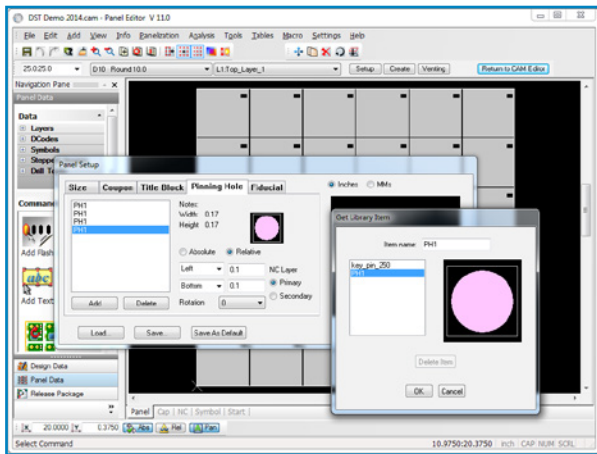 DST Demo 2014.cam - Panel Editor V 11.0
File Edit Add View Info Panelization Analysis Tools Tables Macro Settings Help
25.0:25.0 D10 Round 10.0 L1:Top_Layer_1 Setup... Create Venting Return to CAM Editor
Navigation Pane
Panel Data
Data
Layers
DCodes
Symbols
Drill To
Panel Setup
Size Coupon Title Block Pinning Hole Fiducial
Inches MMs
PH1
PH1
PH1
PH1
Notes:
Width: 0.17
Height: 0.17
Absolute Relative
Left 0.1 NC Layer
Bottom 0.1 Primary
Secondary
Rotation 0
Add Delete
Load... Save... Save As Default
Get Library Item
Item name: PH1
key_pin_250
PH1
Delete Item
OK Cancel
Command
Add Flash
abc
Add Text
Design Data
Panel Data
Release Package
Panel Cap NC Symbol Start
X, 20.0000 Y, 0.3750 Abs Rel Pan
Select Command 10.9750:20.3750 Inch CAP NUM SCRL